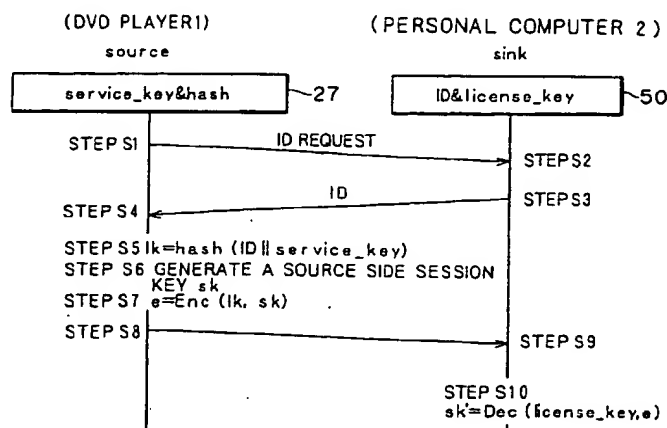 (DVD PLAYER1) (PERSONAL COMPUTER 2)
source sink
service_key&hash 27 ID&license_key 50
STEP S1 ID REQUEST STEP S2
STEP S4 ID STEP S3
STEP S5 lk=hash (ID || service_key)
STEP S6 GENERATE A SOURCE SIDE SESSION
KEY sk
STEP S7 e=Enc (lk, sk)
STEP S8 STEP S9
STEP S10
sk'=Dec (license_key,e)